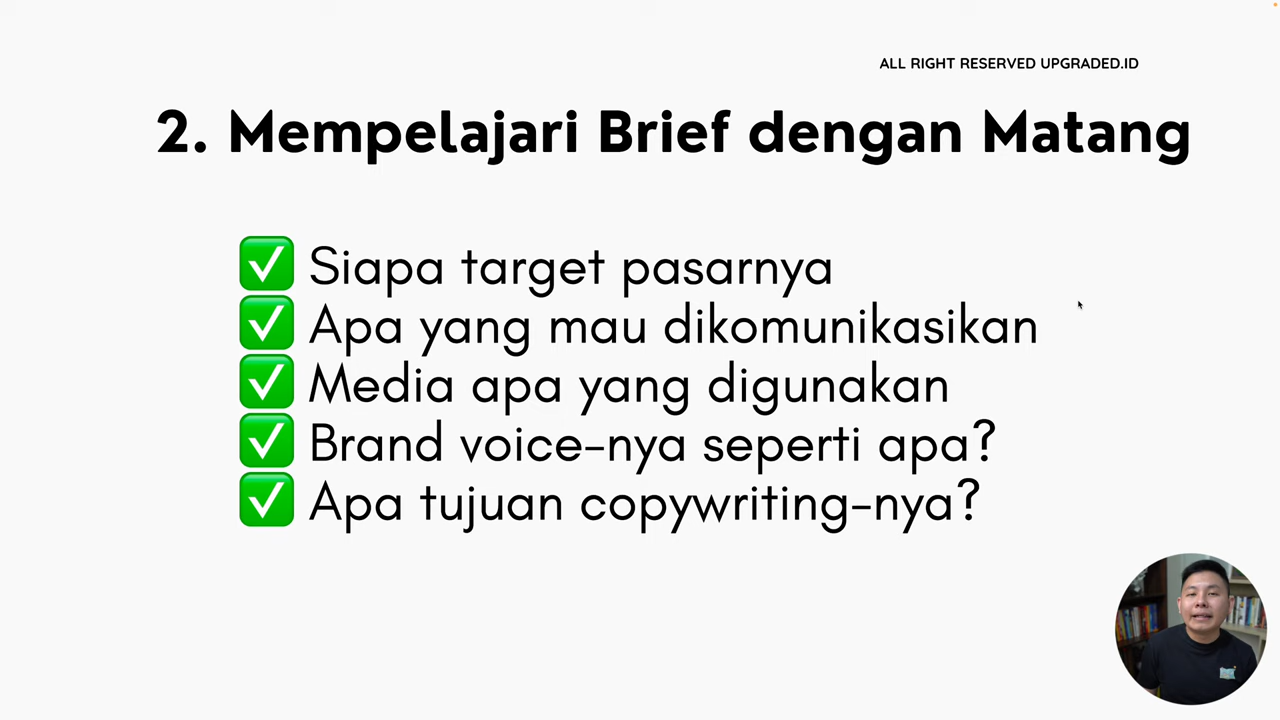 ALL RIGHT RESERVED UPGRADED.ID
2. Mempelajari Brief dengan Matang
✅ Siapa target pasarnya
✅ Apa yang mau dikomunikasikan
✅ Media apa yang digunakan
✅ Brand voice-nya seperti apa?
✅ Apa tujuan copywriting-nya?